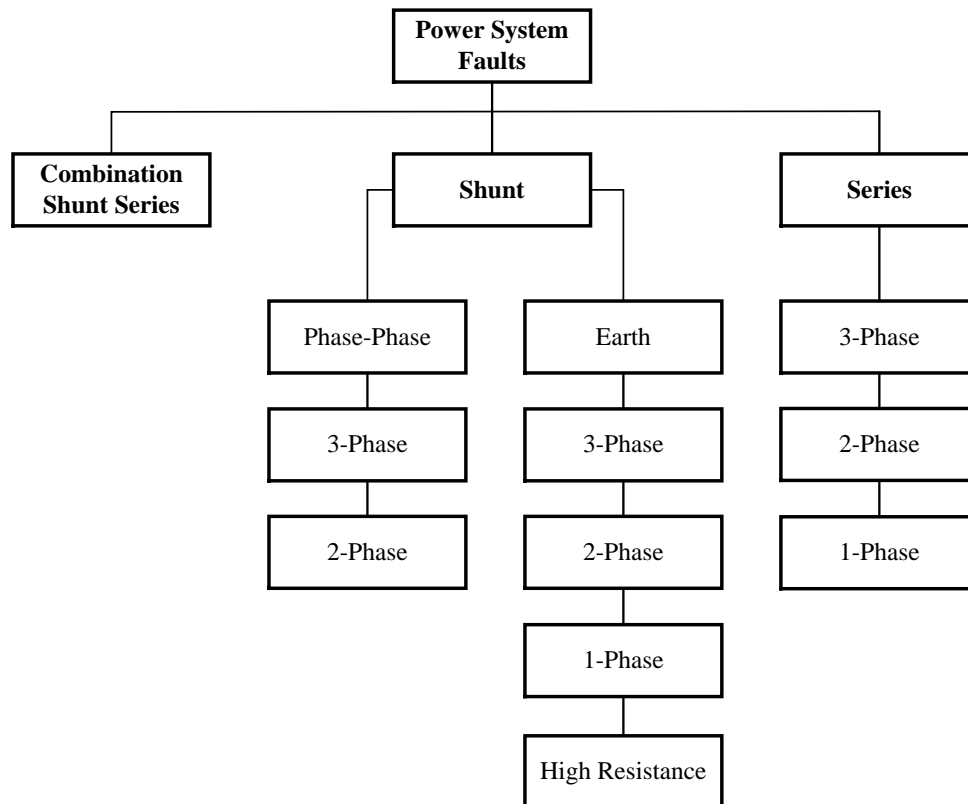 Power System
Faults
Combination
Shunt Series
Shunt
Series
Phase-Phase
Earth
3-Phase
3-Phase
3-Phase
2-Phase
2-Phase
2-Phase
1-Phase
1-Phase
High Resistance